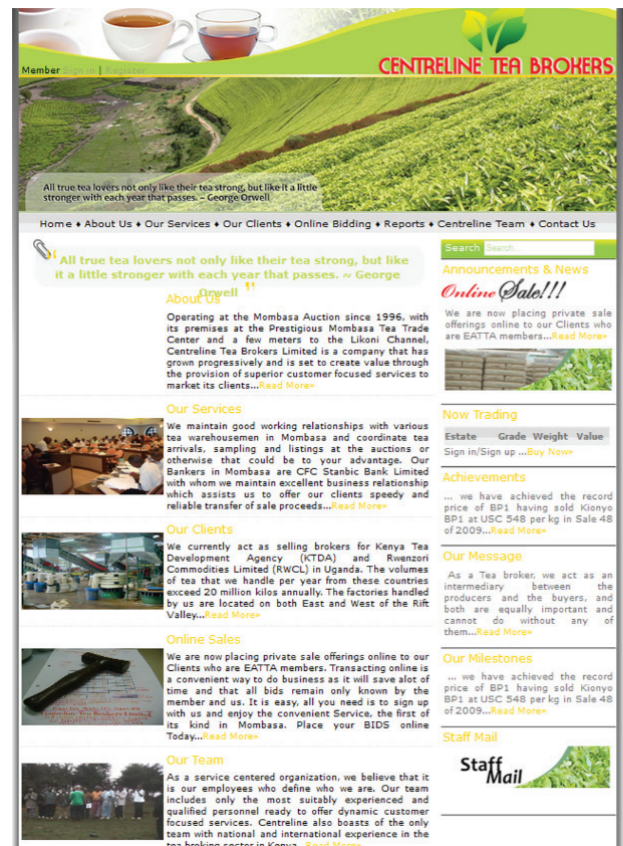 Member Sign in | Register
CENTRELINE TEA BROKERS
All true tea lovers not only like their tea strong, but like it a little
stronger with each year that passes. ~ George Orwell
Home ♦ About Us ♦ Our Services ♦ Our Clients ♦ Online Bidding ♦ Reports ♦ Centreline Team ♦ Contact Us
" All true tea lovers not only like their tea strong, but like
it a little stronger with each year that passes. ~ George
Orwell "
About Us
Operating at the Mombasa Auction since 1996, with
its premises at the Prestigious Mombasa Tea Trade
Center and a few meters to the Likoni Channel,
Centreline Tea Brokers Limited is a company that has
grown progressively and is set to create value through
the provision of superior customer focused services to
market its clients...Read More»
Our Services
We maintain good working relationships with various
tea warehousemen in Mombasa and coordinate tea
arrivals, sampling and listings at the auctions or
otherwise that could be to your advantage. Our
Bankers in Mombasa are CFC Stanbic Bank Limited
with whom we maintain excellent business relationship
which assists us to offer our clients speedy and
reliable transfer of sale proceeds...Read More»
Our Clients
We currently act as selling brokers for Kenya Tea
Development Agency (KTDA) and Rwenzori
Commodities Limited (RWCL) in Uganda. The volumes
of tea that we handle per year from these countries
exceed 20 million kilos annually. The factories handled
by us are located on both East and West of the Rift
Valley...Read More»
Online Sales
We are now placing private sale offerings online to our
Clients who are EATTA members. Transacting online is
a convenient way to do business as it will save alot of
time and that all bids remain only known by the
member and us. It is easy, all you need is to sign up
with us and enjoy the convenient Service, the first of
its kind in Mombasa. Place your BIDS online
Today...Read More»
Our Team
As a service centered organization, we believe that it
is our employees who define who we are. Our team
includes only the most suitably experienced and
qualified personnel ready to offer dynamic customer
focused services. Centreline also boasts of the only
team with national and international experience in the
tea broking sector in Kenya...Read More»
Search Search...
Announcements & News
Online Sale!!!
We are now placing private sale
offerings online to our Clients who
are EATTA members...Read More»
Now Trading
Estate Grade Weight Value
Sign in/Sign up ...Buy Now»
Achievements
... we have achieved the record
price of BP1 having sold Kionyo
BP1 at USC 548 per kg in Sale 48
of 2009...Read More»
Our Message
As a Tea broker, we act as an
intermediary between the
producers and the buyers, and
both are equally important and
cannot do without any of
them...Read More»
Our Milestones
... we have achieved the record
price of BP1 having sold Kionyo
BP1 at USC 548 per kg in Sale 48
of 2009...Read More»
Staff Mail
Staff
Mail